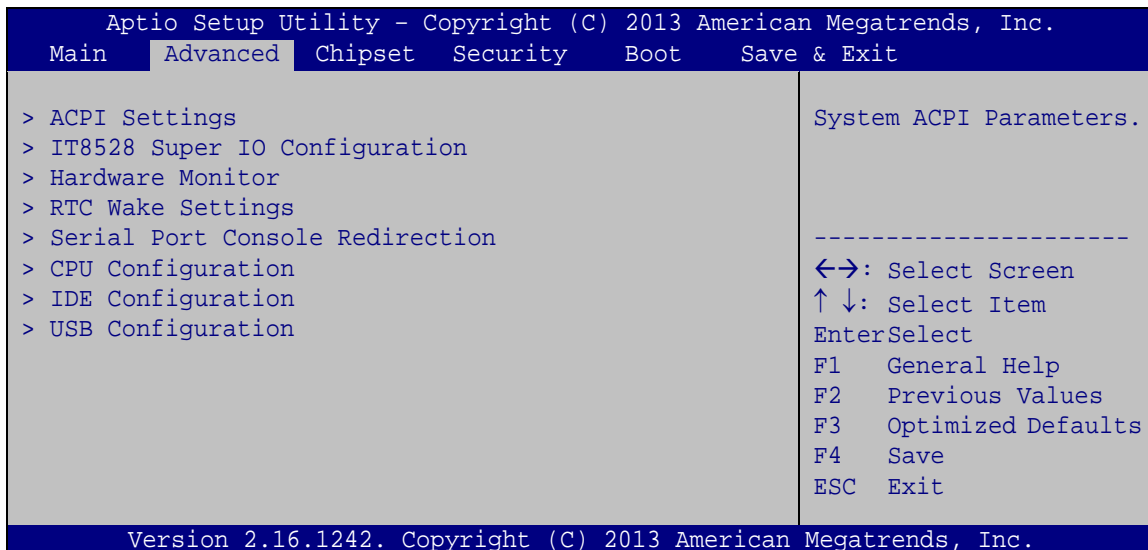 Aptio Setup Utility – Copyright (C) 2013 American Megatrends, Inc.
Main Advanced Chipset Security Boot Save & Exit
> ACPI Settings
> IT8528 Super IO Configuration
> Hardware Monitor
> RTC Wake Settings
> Serial Port Console Redirection
> CPU Configuration
> IDE Configuration
> USB Configuration
System ACPI Parameters.
----------------------
←→: Select Screen
↑ ↓: Select Item
EnterSelect
F1 General Help
F2 Previous Values
F3 Optimized Defaults
F4 Save
ESC Exit
Version 2.16.1242. Copyright (C) 2013 American Megatrends, Inc.